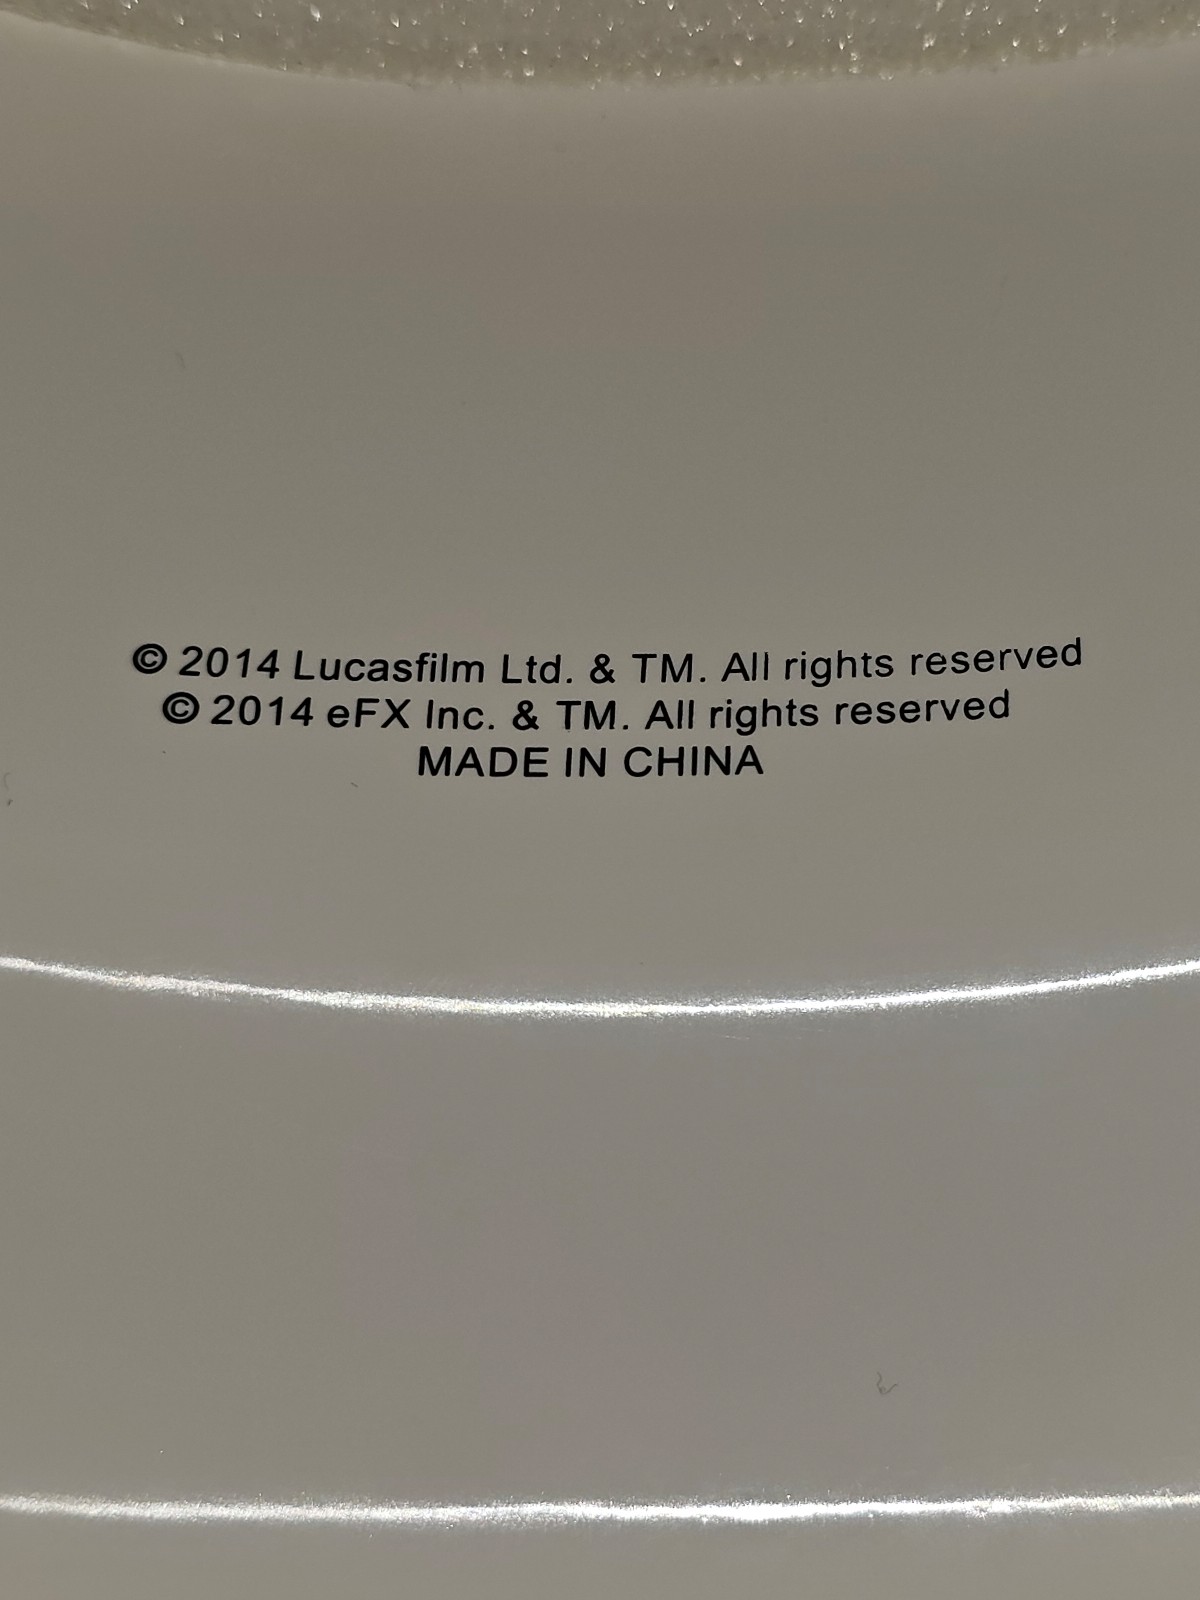 © 2014 Lucasfilm Ltd. & TM. All rights reserved
© 2014 eFX Inc. & TM. All rights reserved
MADE IN CHINA